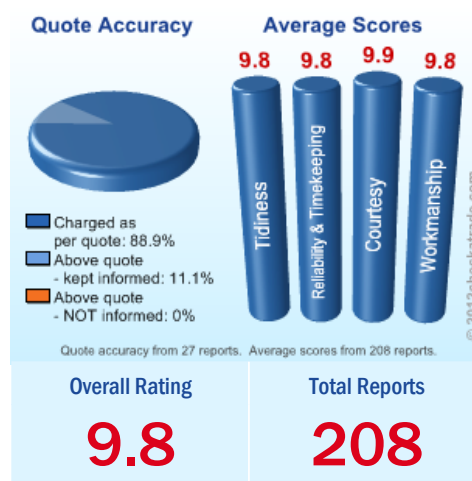 Quote Accuracy
Average Scores
9.8 9.8 9.9 9.8
Tidiness
Reliability & Timekeeping
Courtesy
Workmanship
Charged as
per quote: 88.9%
Above quote
- kept informed: 11.1%
Above quote
- NOT informed: 0%
© 2013checkatrade.com
Quote accuracy from 27 reports. Average scores from 208 reports.
Overall Rating
Total Reports
9.8
208